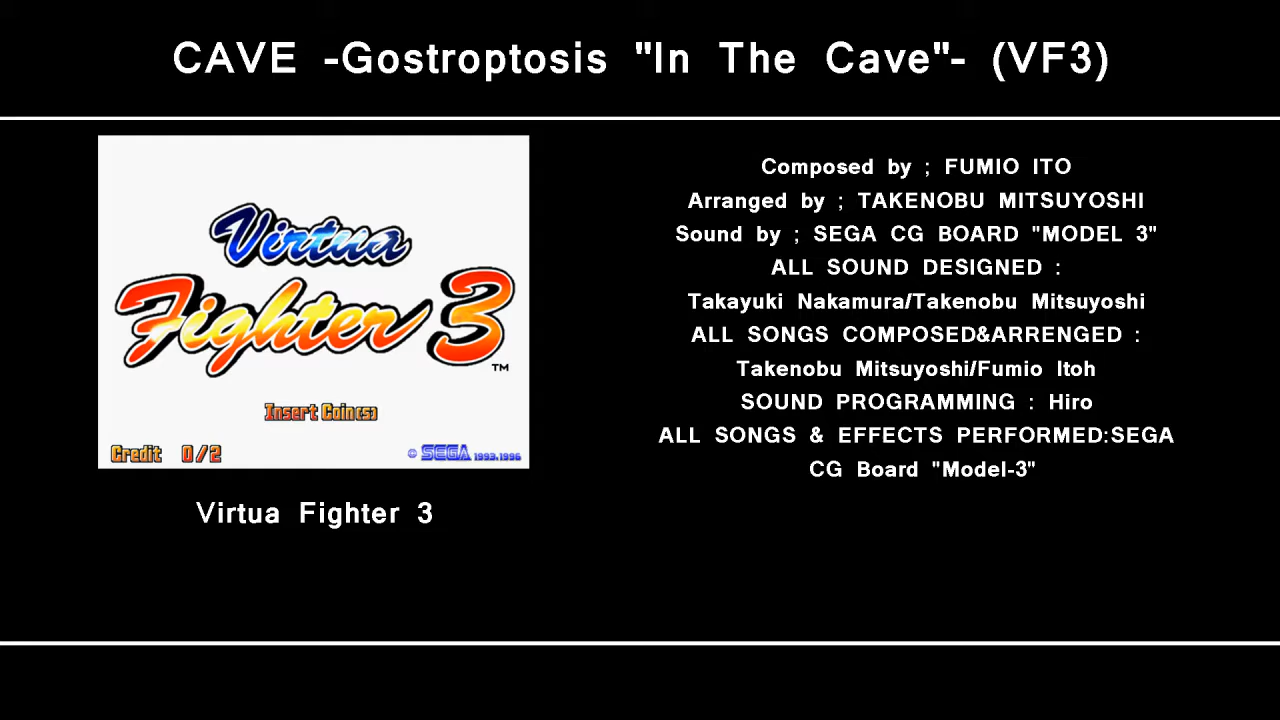 CAVE -Gostroptosis "In The Cave"- (VF3)
Virtua
Fighter 3
TM
Insert Coin(s)
Credit 0/2
© SEGA 1993,1996
Virtua Fighter 3
Composed by ; FUMIO ITO
Arranged by ; TAKENOBU MITSUYOSHI
Sound by ; SEGA CG BOARD "MODEL 3"
ALL SOUND DESIGNED :
Takayuki Nakamura/Takenobu Mitsuyoshi
ALL SONGS COMPOSED&ARRENGED :
Takenobu Mitsuyoshi/Fumio Itoh
SOUND PROGRAMMING : Hiro
ALL SONGS & EFFECTS PERFORMED:SEGA
CG Board "Model-3"